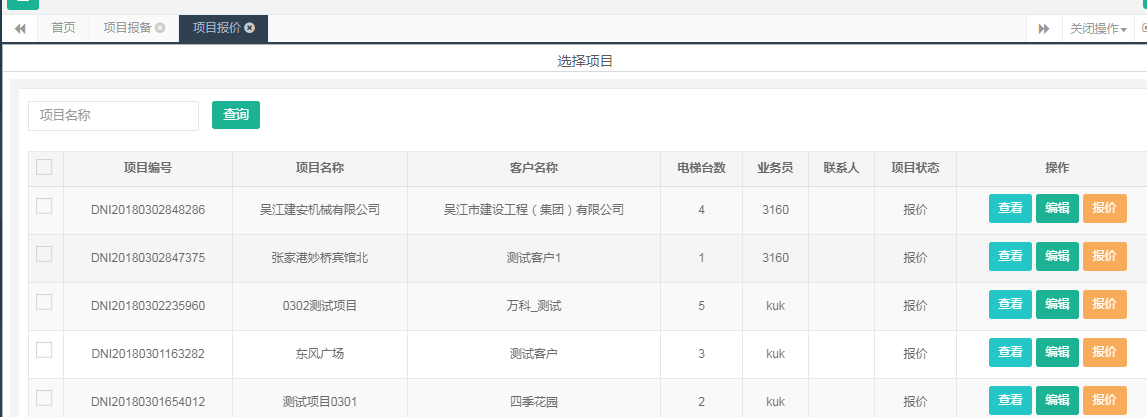 首页 项目报备 项目报价 关闭操作
选择项目
项目名称 查询
项目编号 项目名称 客户名称 电梯台数 业务员 联系人 项目状态 操作
DNI20180302848286 吴江建安机械有限公司 吴江市建设工程（集团）有限公司 4 3160 报价 查看 编辑 报价
DNI20180302847375 张家港妙桥宾馆北 测试客户1 1 3160 报价 查看 编辑 报价
DNI20180302235960 0302测试项目 万科_测试 5 kuk 报价 查看 编辑 报价
DNI20180301163282 东风广场 测试客户 3 kuk 报价 查看 编辑 报价
DNI20180301654012 测试项目0301 四季花园 2 kuk 报价 查看 编辑 报价